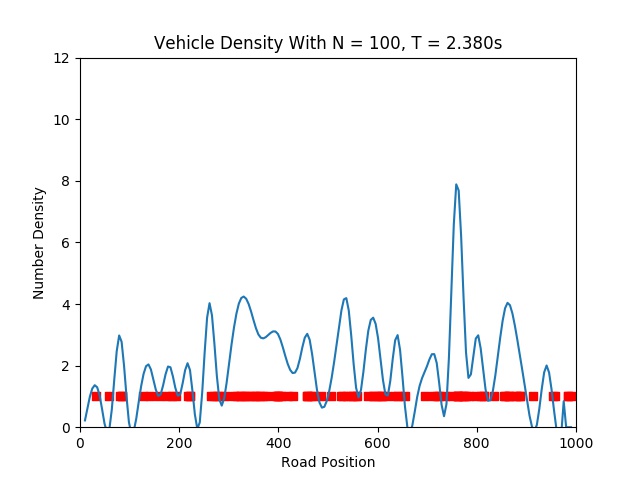 Vehicle Density With N = 100, T = 2.380s
12
10
8
6
4
2
0
Number Density
0 200 400 600 800 1000
Road Position